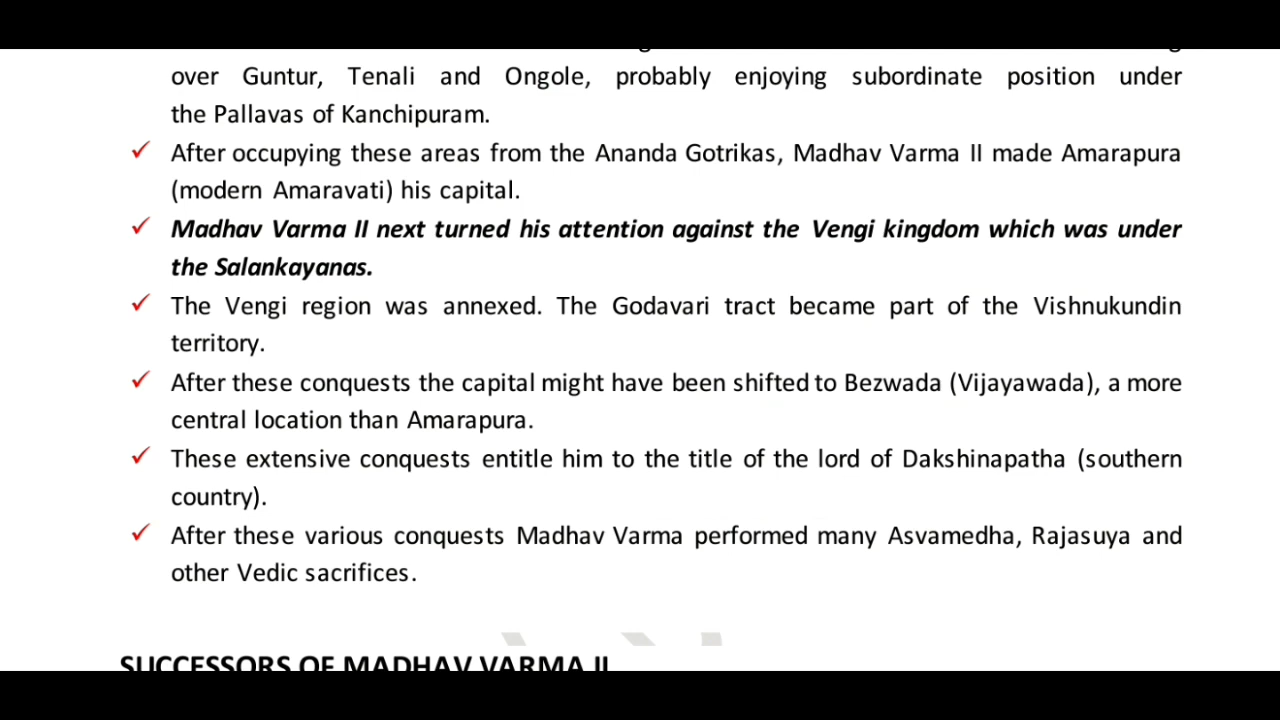 over Guntur, Tenali and Ongole, probably enjoying subordinate position under
the Pallavas of Kanchipuram.
✓ After occupying these areas from the Ananda Gotrikas, Madhav Varma II made Amarapura
(modern Amaravati) his capital.
✓ Madhav Varma II next turned his attention against the Vengi kingdom which was under
the Salankayanas.
✓ The Vengi region was annexed. The Godavari tract became part of the Vishnukundin
territory.
✓ After these conquests the capital might have been shifted to Bezwada (Vijayawada), a more
central location than Amarapura.
✓ These extensive conquests entitle him to the title of the lord of Dakshinapatha (southern
country).
✓ After these various conquests Madhav Varma performed many Asvamedha, Rajasuya and
other Vedic sacrifices.
SUCCESSORS OF MADHAV VARMA II